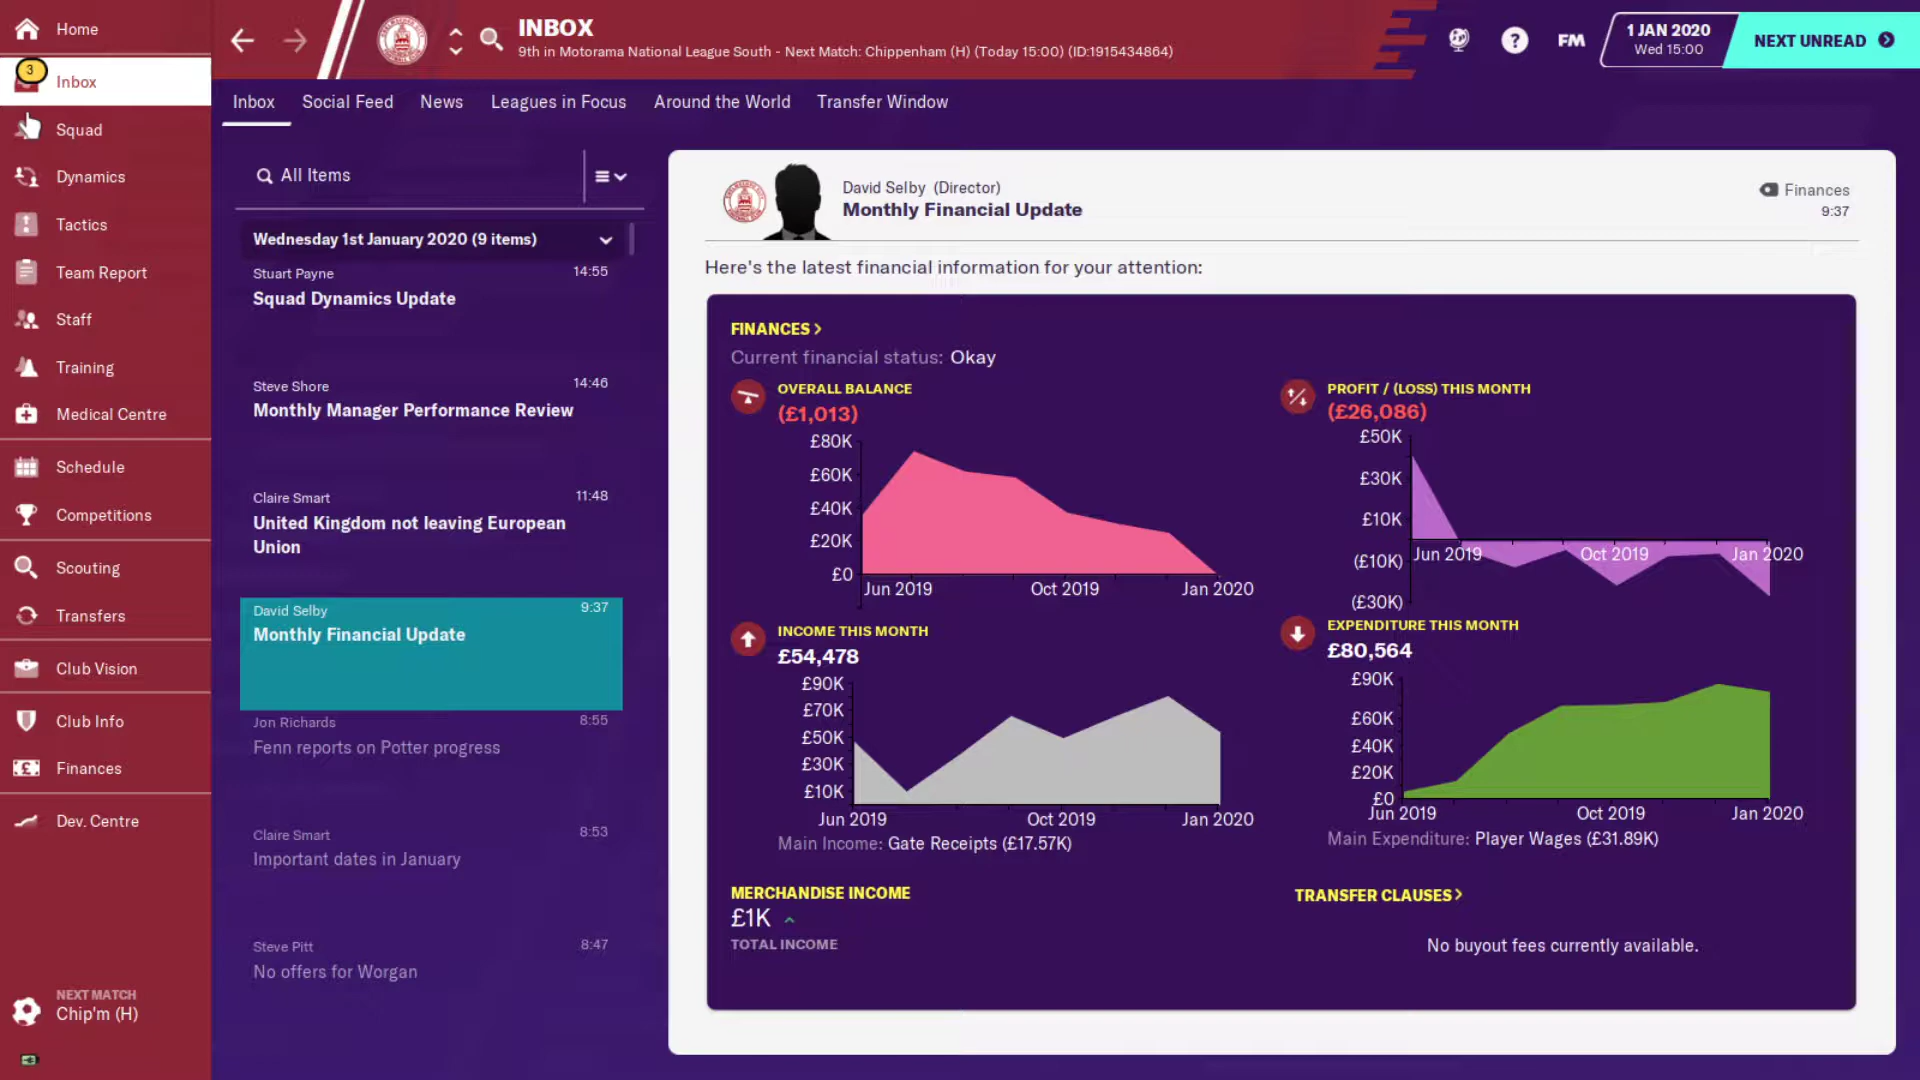 Home
3
Inbox
Squad
Dynamics
Tactics
Team Report
Staff
Training
Medical Centre
Schedule
Competitions
Scouting
Transfers
Club Vision
Club Info
Finances
Dev. Centre
NEXT MATCH
Chip'm (H)
INBOX
9th in Motorama National League South - Next Match: Chippenham (H) (Today 15:00) (ID:1915434864)
?
FM
1 JAN 2020
Wed 15:00
NEXT UNREAD
Inbox Social Feed News Leagues in Focus Around the World Transfer Window
All Items
Wednesday 1st January 2020 (9 items)
Stuart Payne 14:55
Squad Dynamics Update
Steve Shore 14:46
Monthly Manager Performance Review
Claire Smart 11:48
United Kingdom not leaving European
Union
David Selby 9:37
Monthly Financial Update
Jon Richards 8:55
Fenn reports on Potter progress
Claire Smart 8:53
Important dates in January
Steve Pitt 8:47
No offers for Worgan
David Selby (Director)
Monthly Financial Update
Finances
9:37
Here's the latest financial information for your attention:
FINANCES >
Current financial status: Okay
OVERALL BALANCE
(£1,013)
£80K
£60K
£40K
£20K
£0
Jun 2019 Oct 2019 Jan 2020
PROFIT / (LOSS) THIS MONTH
(£26,086)
£50K
£30K
£10K
(£10K)
(£30K)
Jun 2019 Oct 2019 Jan 2020
INCOME THIS MONTH
£54,478
£90K
£70K
£50K
£30K
£10K
Jun 2019 Oct 2019 Jan 2020
Main Income: Gate Receipts (£17.57K)
EXPENDITURE THIS MONTH
£80,564
£90K
£60K
£40K
£20K
£0
Jun 2019 Oct 2019 Jan 2020
Main Expenditure: Player Wages (£31.89K)
MERCHANDISE INCOME
£1K
TOTAL INCOME
TRANSFER CLAUSES >
No buyout fees currently available.